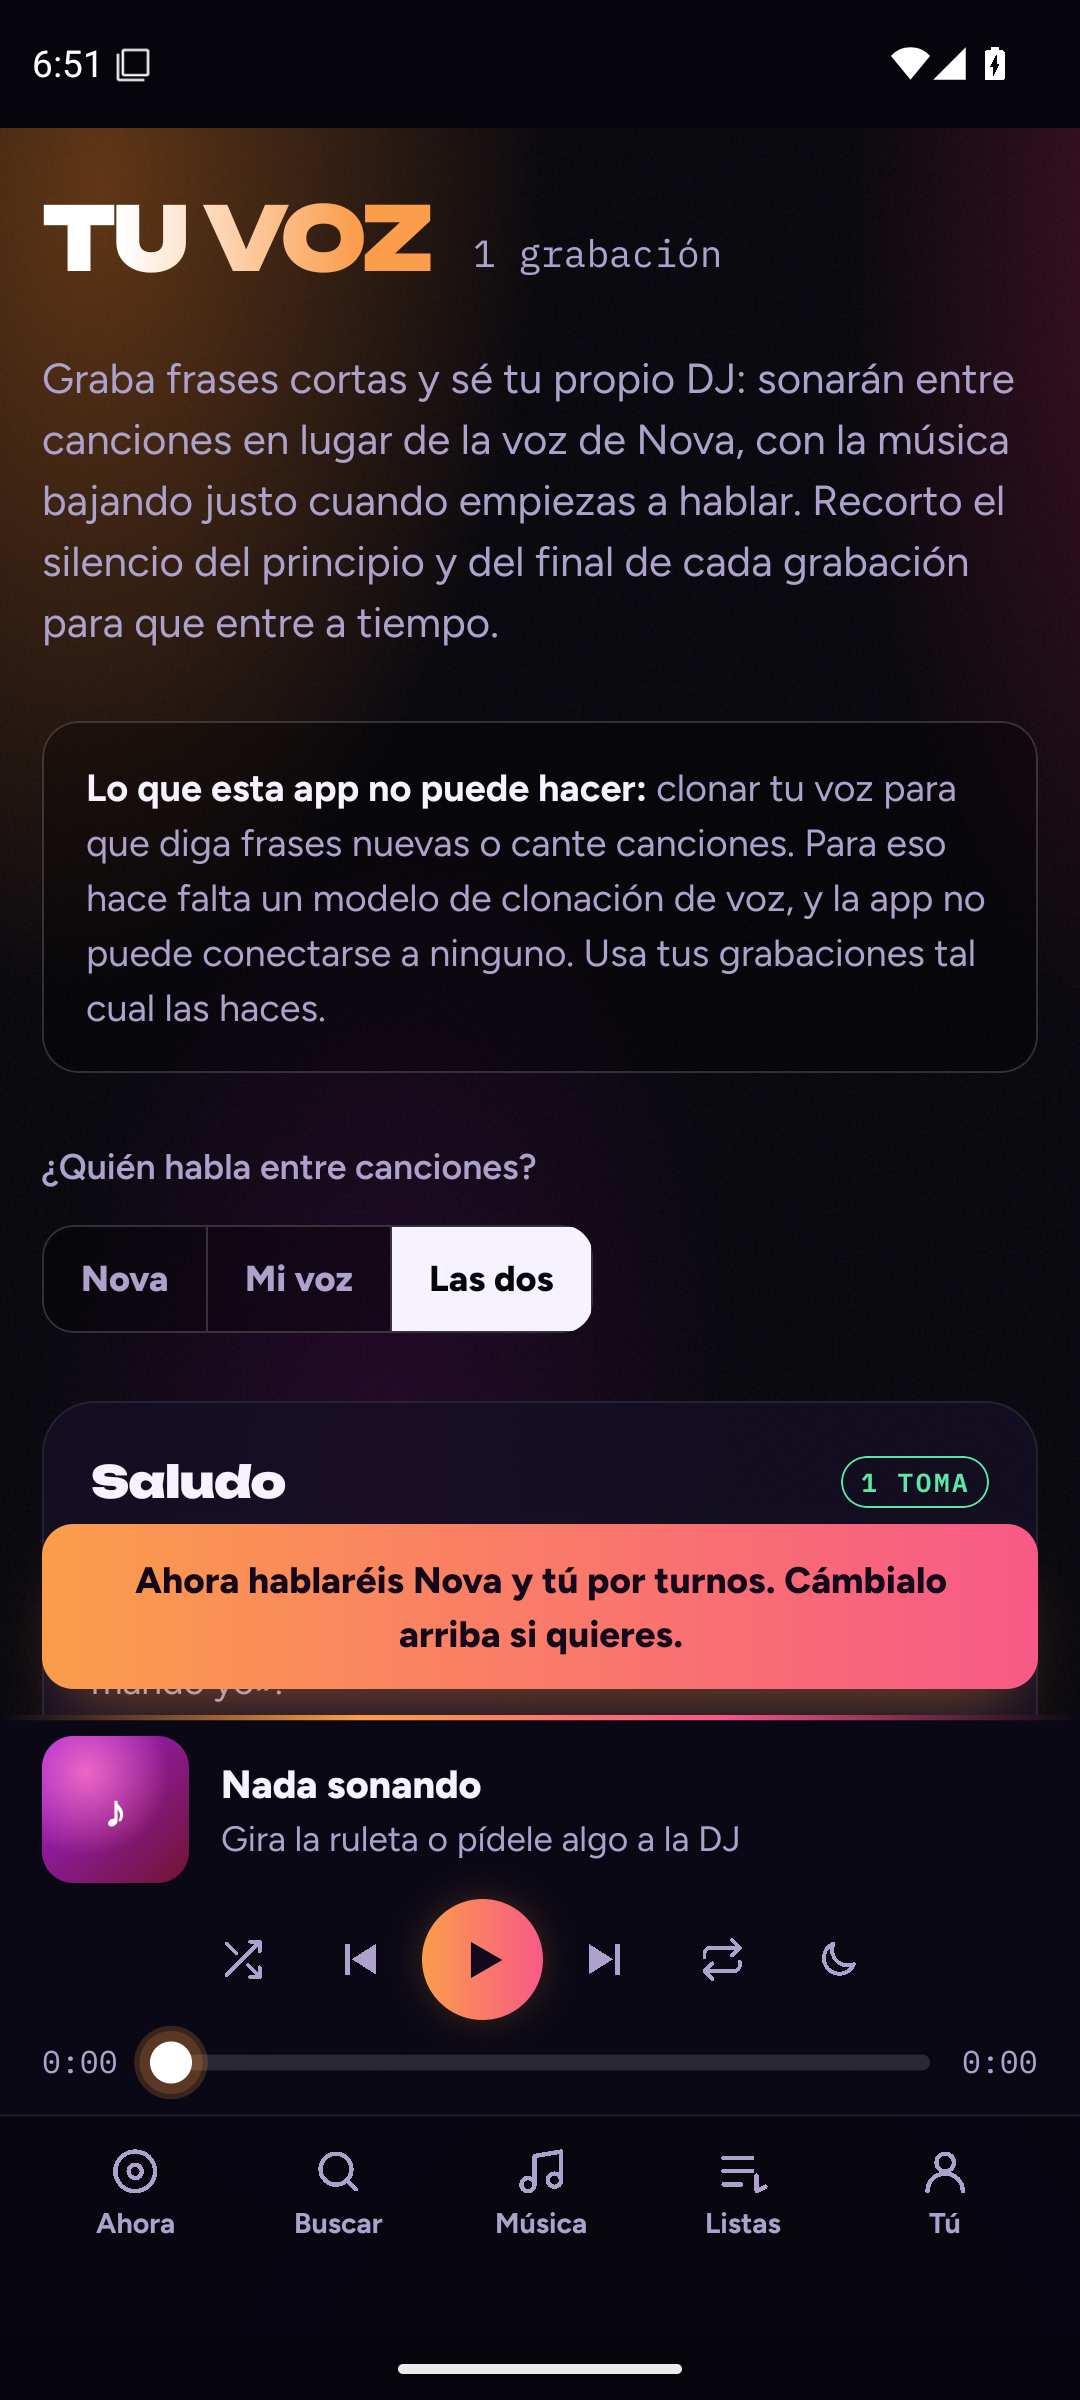 6:51
TU VOZ 1 grabación
Graba frases cortas y sé tu propio DJ: sonarán entre
canciones en lugar de la voz de Nova, con la música
bajando justo cuando empiezas a hablar. Recorto el
silencio del principio y del final de cada grabación
para que entre a tiempo.
Lo que esta app no puede hacer: clonar tu voz para
que diga frases nuevas o cante canciones. Para eso
hace falta un modelo de clonación de voz, y la app no
puede conectarse a ninguno. Usa tus grabaciones tal
cual las haces.
¿Quién habla entre canciones?
Nova Mi voz Las dos
Saludo 1 TOMA
Ahora hablaréis Nova y tú por turnos. Cámbialo
arriba si quieres.
Nada sonando
Gira la ruleta o pídele algo a la DJ
0:00 0:00
Ahora Buscar Música Listas Tú